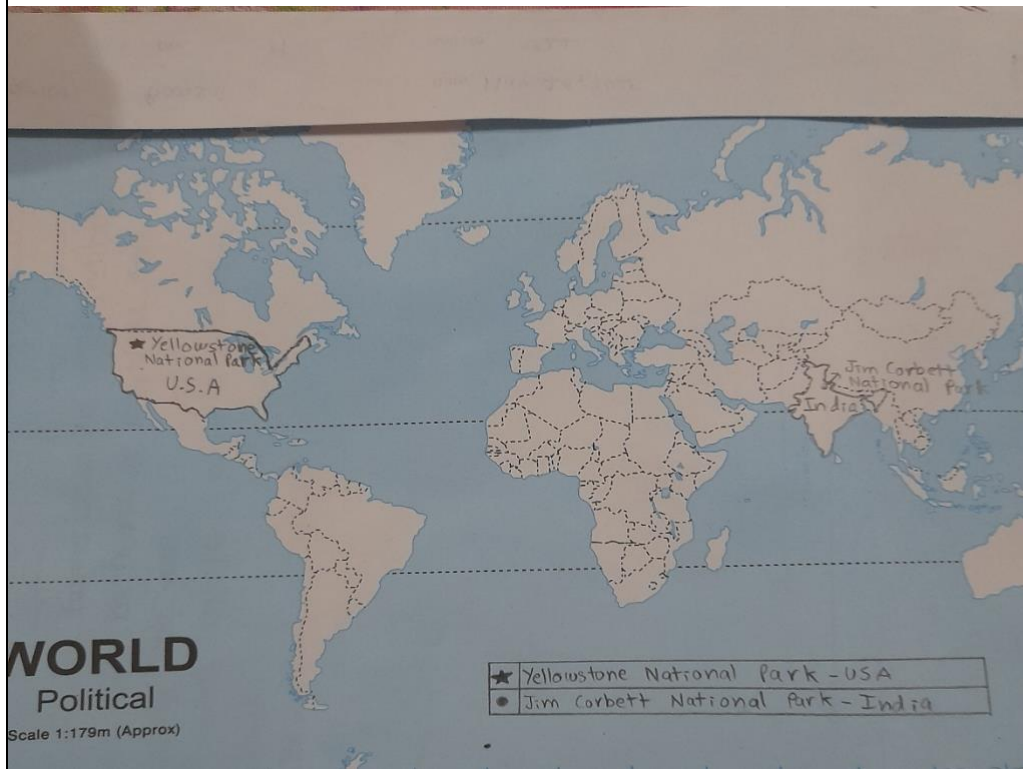 Yellowstone
National Park
U.S.A
Jim Corbett
National Park
India
WORLD
Political
Scale 1:179m (Approx)
Yellowstone National Park - USA
Jim Corbett National Park - India